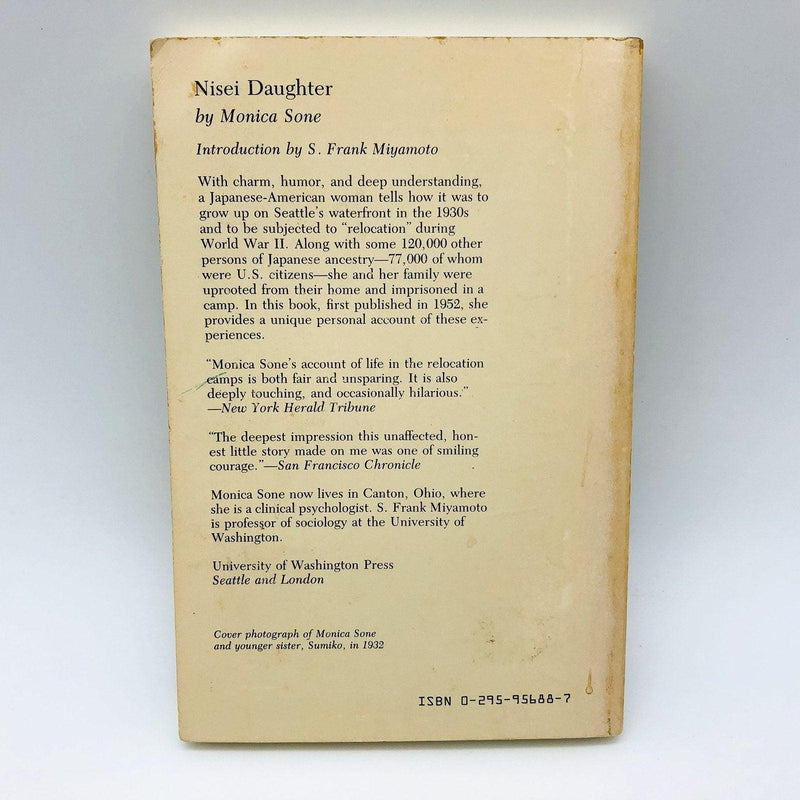 Nisei Daughter
by Monica Sone
Introduction by S. Frank Miyamoto
With charm, humor, and deep understanding,
a Japanese-American woman tells how it was to
grow up on Seattle's waterfront in the 1930s
and to be subjected to "relocation" during
World War II. Along with some 120,000 other
persons of Japanese ancestry—77,000 of whom
were U.S. citizens—she and her family were
uprooted from their home and imprisoned in a
camp. In this book, first published in 1952, she
provides a unique personal account of these ex-
periences.
"Monica Sone's account of life in the relocation
camps is both fair and unsparing. It is also
deeply touching, and occasionally hilarious."
—New York Herald Tribune
"The deepest impression this unaffected, hon-
est little story made on me was one of smiling
courage."—San Francisco Chronicle
Monica Sone now lives in Canton, Ohio, where
she is a clinical psychologist. S. Frank Miyamoto
is professor of sociology at the University of
Washington.
University of Washington Press
Seattle and London
Cover photograph of Monica Sone
and younger sister, Sumiko, in 1932
ISBN 0-295-95688-7